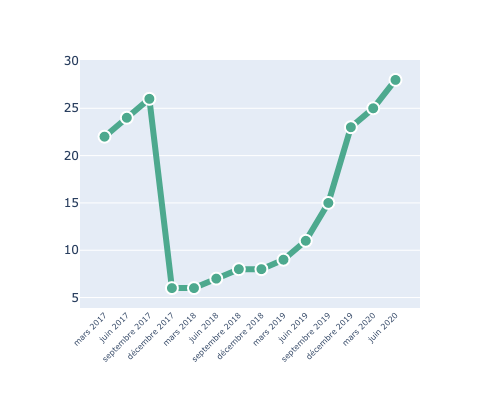 30
25
20
15
10
5
mars 2017
juin 2017
septembre 2017
décembre 2017
mars 2018
juin 2018
septembre 2018
décembre 2018
mars 2019
juin 2019
septembre 2019
décembre 2019
mars 2020
juin 2020